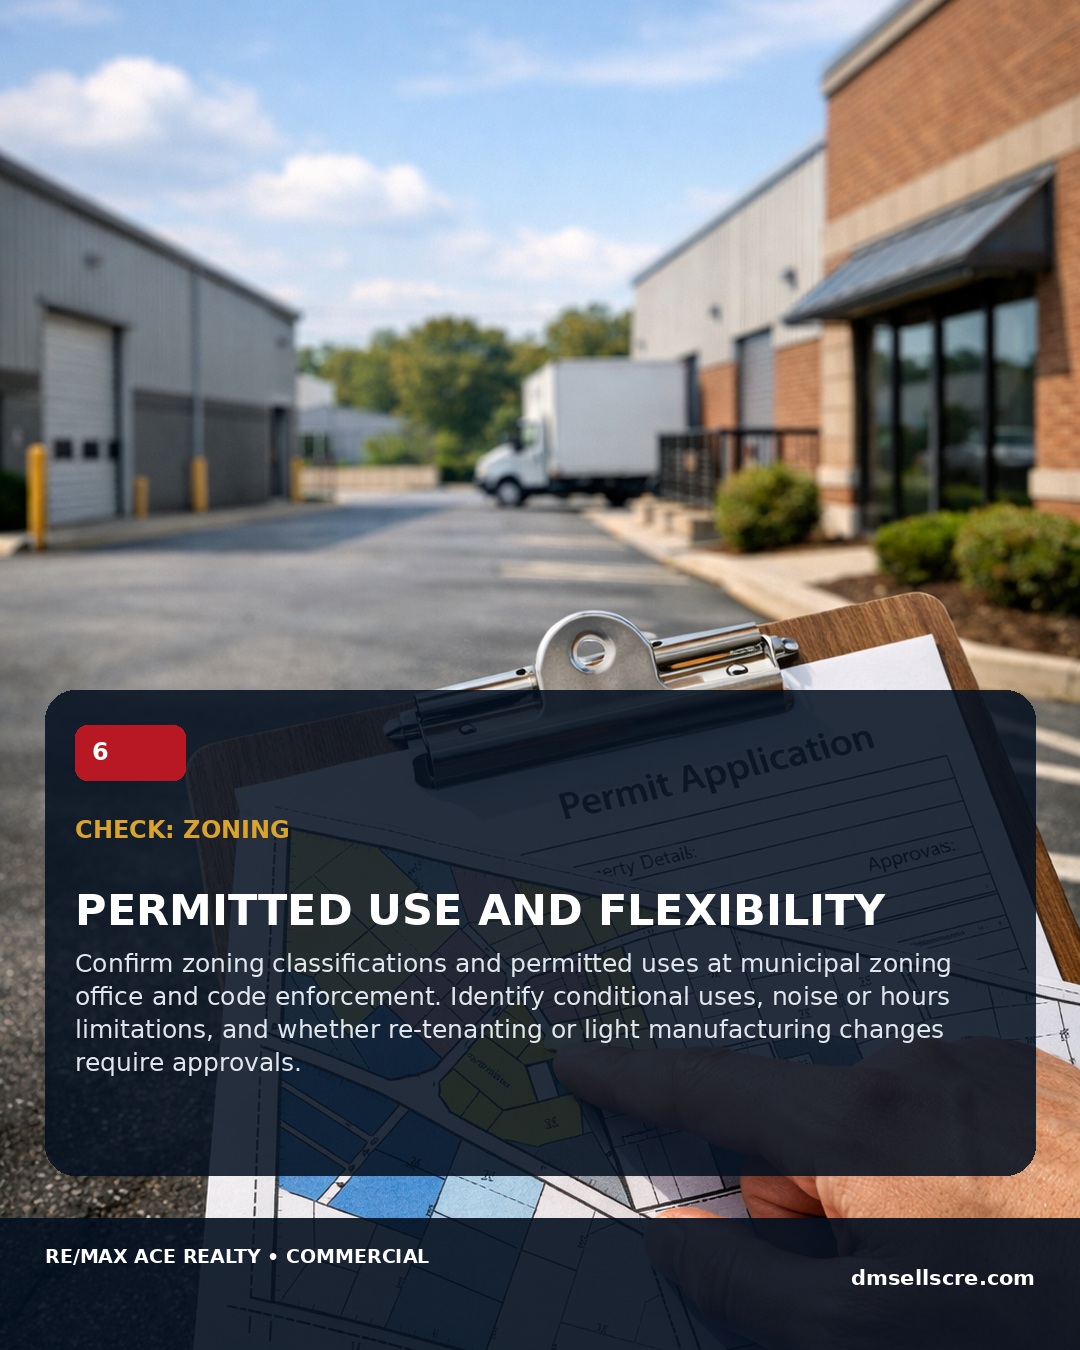 Permit Application
Property Details:
Approvals:
6
CHECK: ZONING
PERMITTED USE AND FLEXIBILITY
Confirm zoning classifications and permitted uses at municipal zoning
office and code enforcement. Identify conditional uses, noise or hours
limitations, and whether re-tenanting or light manufacturing changes
require approvals.
RE/MAX ACE REALTY • COMMERCIAL
dmsellscre.com